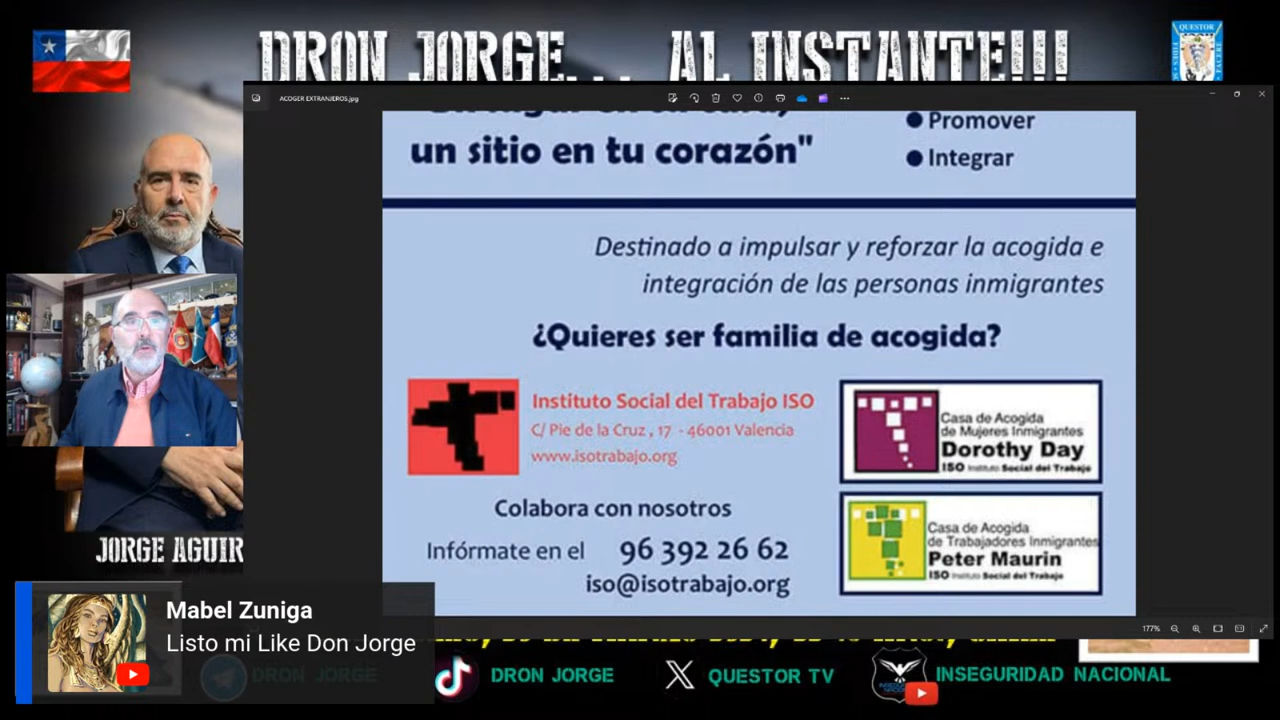 DRON JORGE... AL INSTANTE!!!
QUESTOR
ACOGER EXTRANJEROS.jpg
un sitio en tu corazón"
Promover
Integrar
Destinado a impulsar y reforzar la acogida e
integración de las personas inmigrantes
¿Quieres ser familia de acogida?
Instituto Social del Trabajo ISO
C/ Pie de la Cruz , 17 - 46001 Valencia
www.isotrabajo.org
Casa de Acogida
de Mujeres Inmigrantes
Dorothy Day
ISO Instituto Social del Trabajo
Colabora con nosotros
Infórmate en el 96 392 26 62
iso@isotrabajo.org
Casa de Acogida
de Trabajadores Inmigrantes
Peter Maurin
ISO Instituto Social del Trabajo
JORGE AGUIR
Mabel Zuniga
Listo mi Like Don Jorge
177%
DRON JORGE
DRON JORGE
QUESTOR TV
INSEGURIDAD NACIONAL